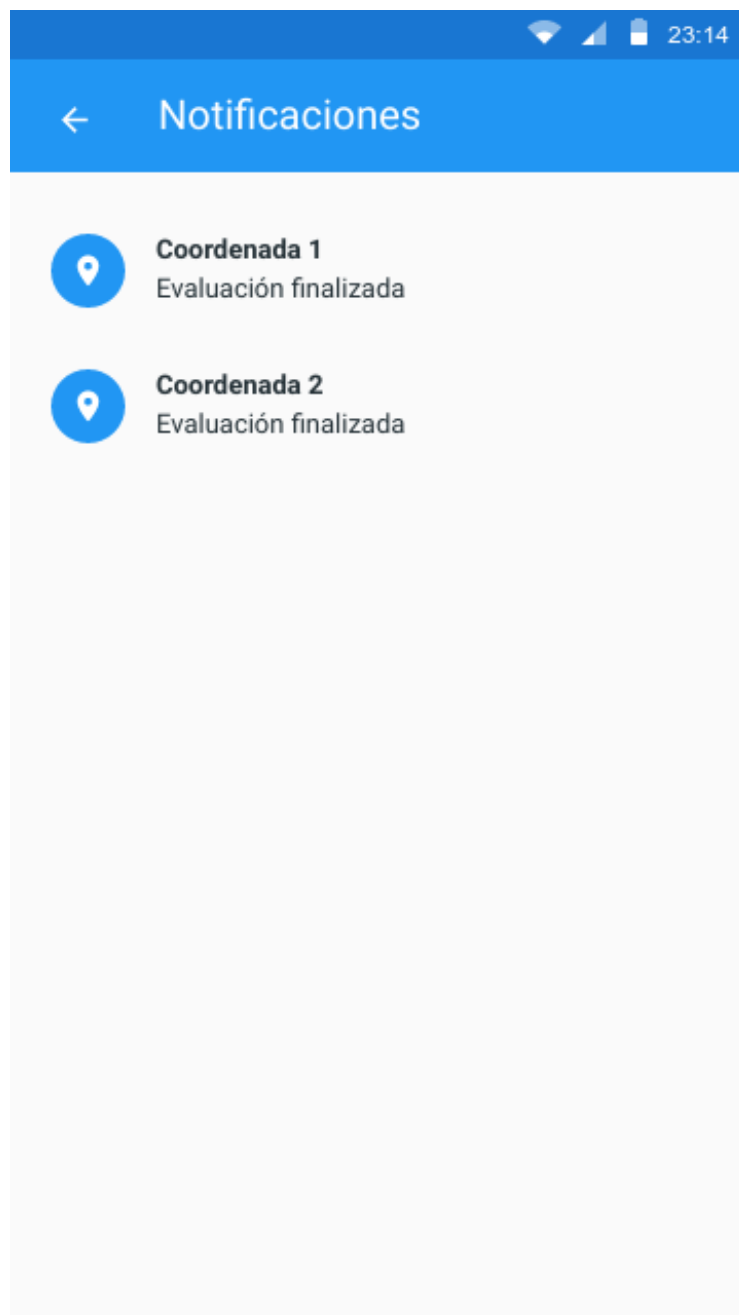 23:14
Notificaciones
Coordenada 1
Evaluación finalizada
Coordenada 2
Evaluación finalizada